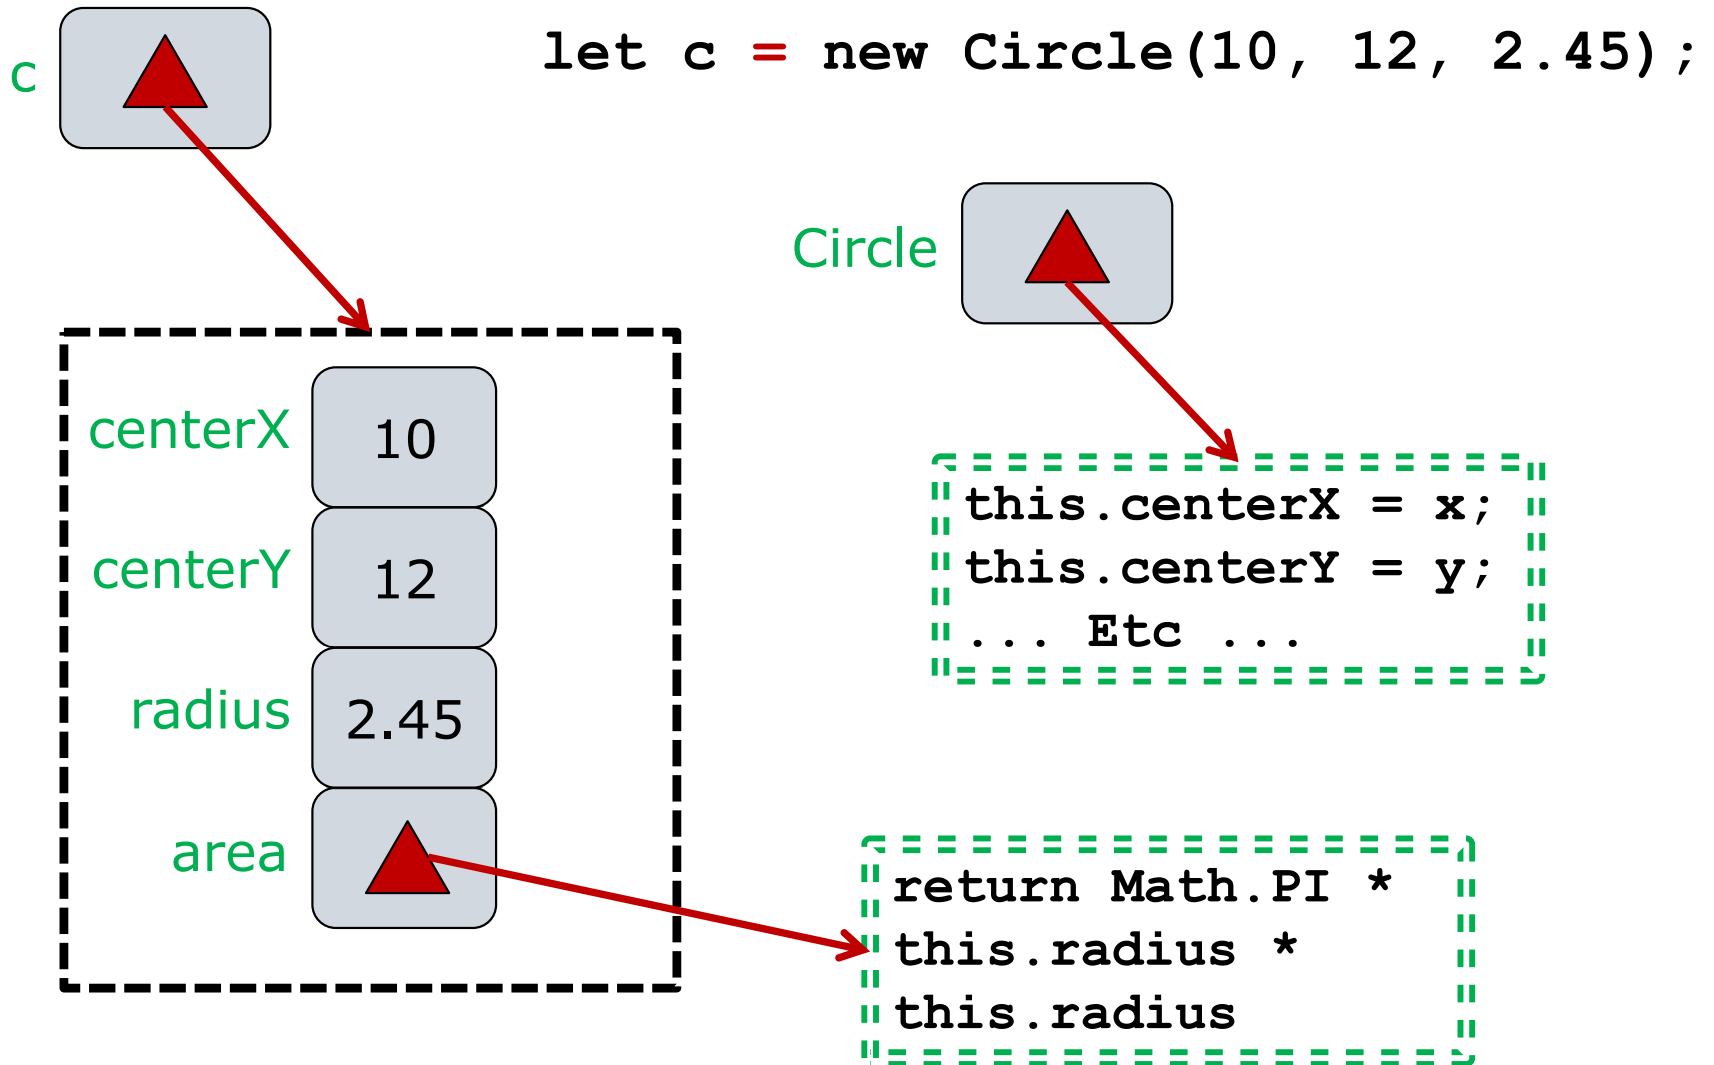 c
let c = new Circle(10, 12, 2.45);
Circle
centerX 10
centerY 12
radius 2.45
area
this.centerX = x;
this.centerY = y;
... Etc ...
return Math.PI *
this.radius *
this.radius